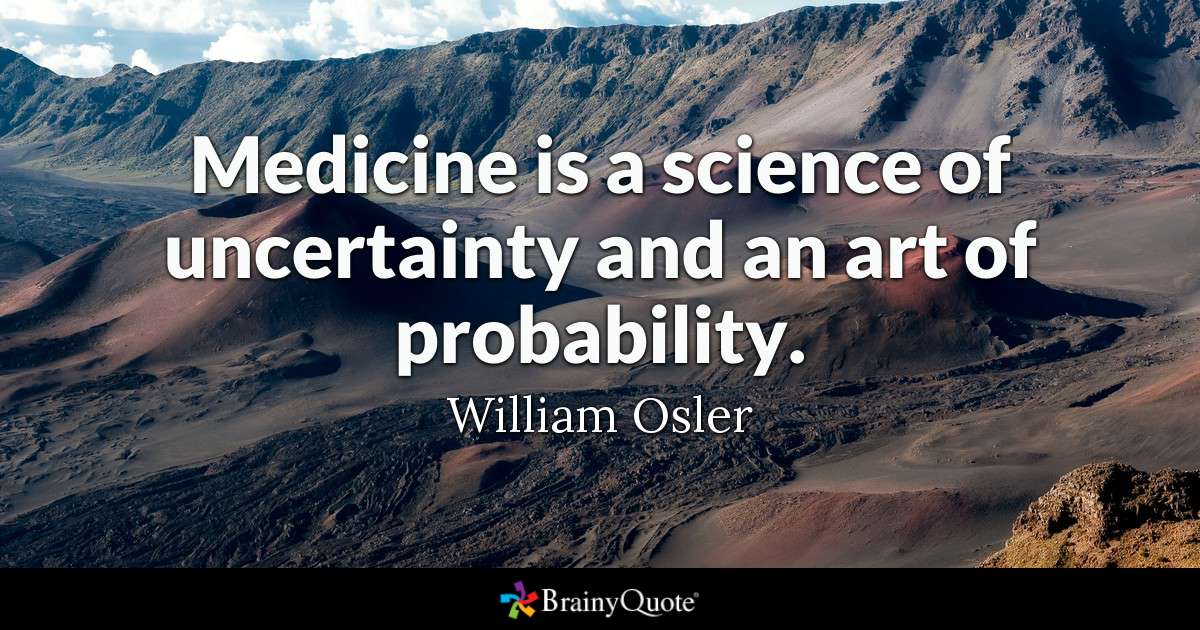 Medicine is a science of
uncertainty and an art of
probability.
William Osler
BrainyQuote®